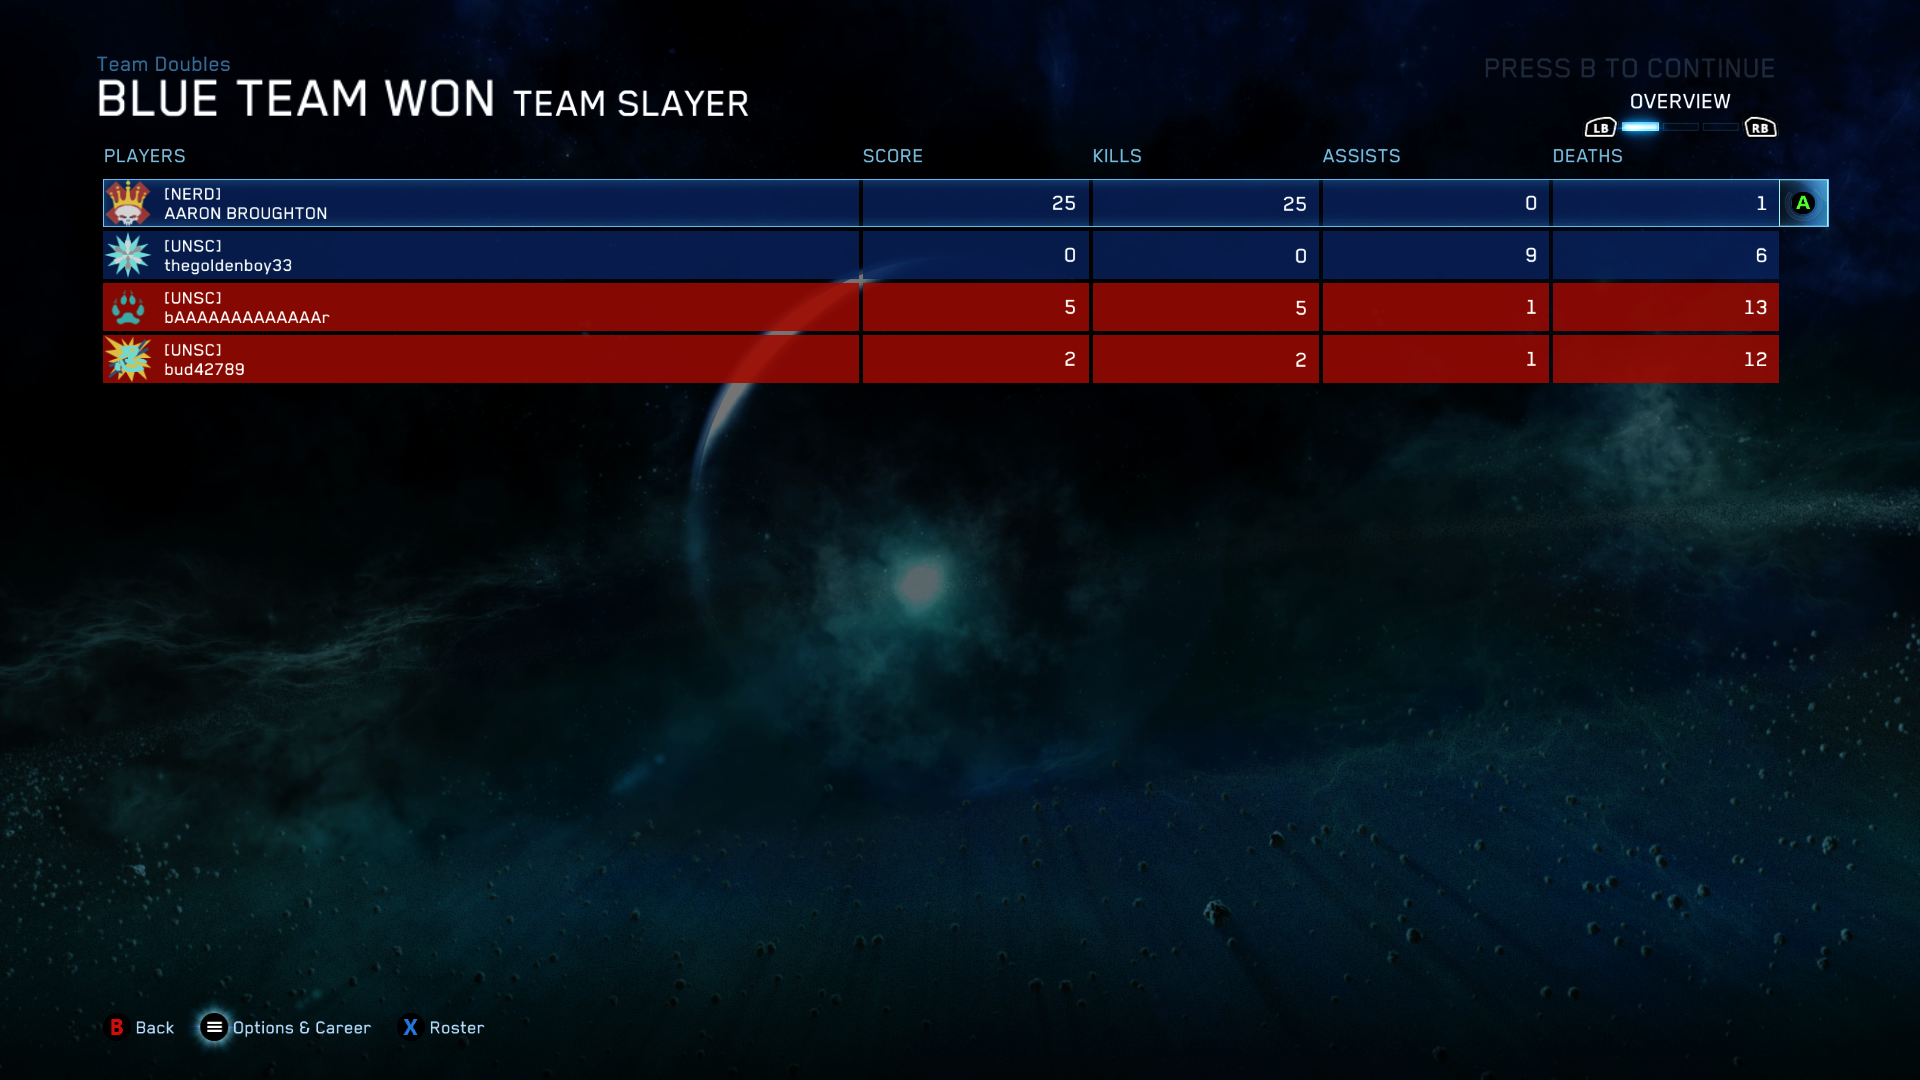 Team Doubles
BLUE TEAM WON TEAM SLAYER
PRESS B TO CONTINUE
OVERVIEW
LB RB
PLAYERS SCORE KILLS ASSISTS DEATHS
[NERD]
AARON BROUGHTON 25 25 0 1 A
[UNSC]
thegoldenboy33 0 0 9 6
[UNSC]
bAAAAAAAAAAAAAr 5 5 1 13
[UNSC]
bud42789 2 2 1 12
B Back Options & Career X Roster